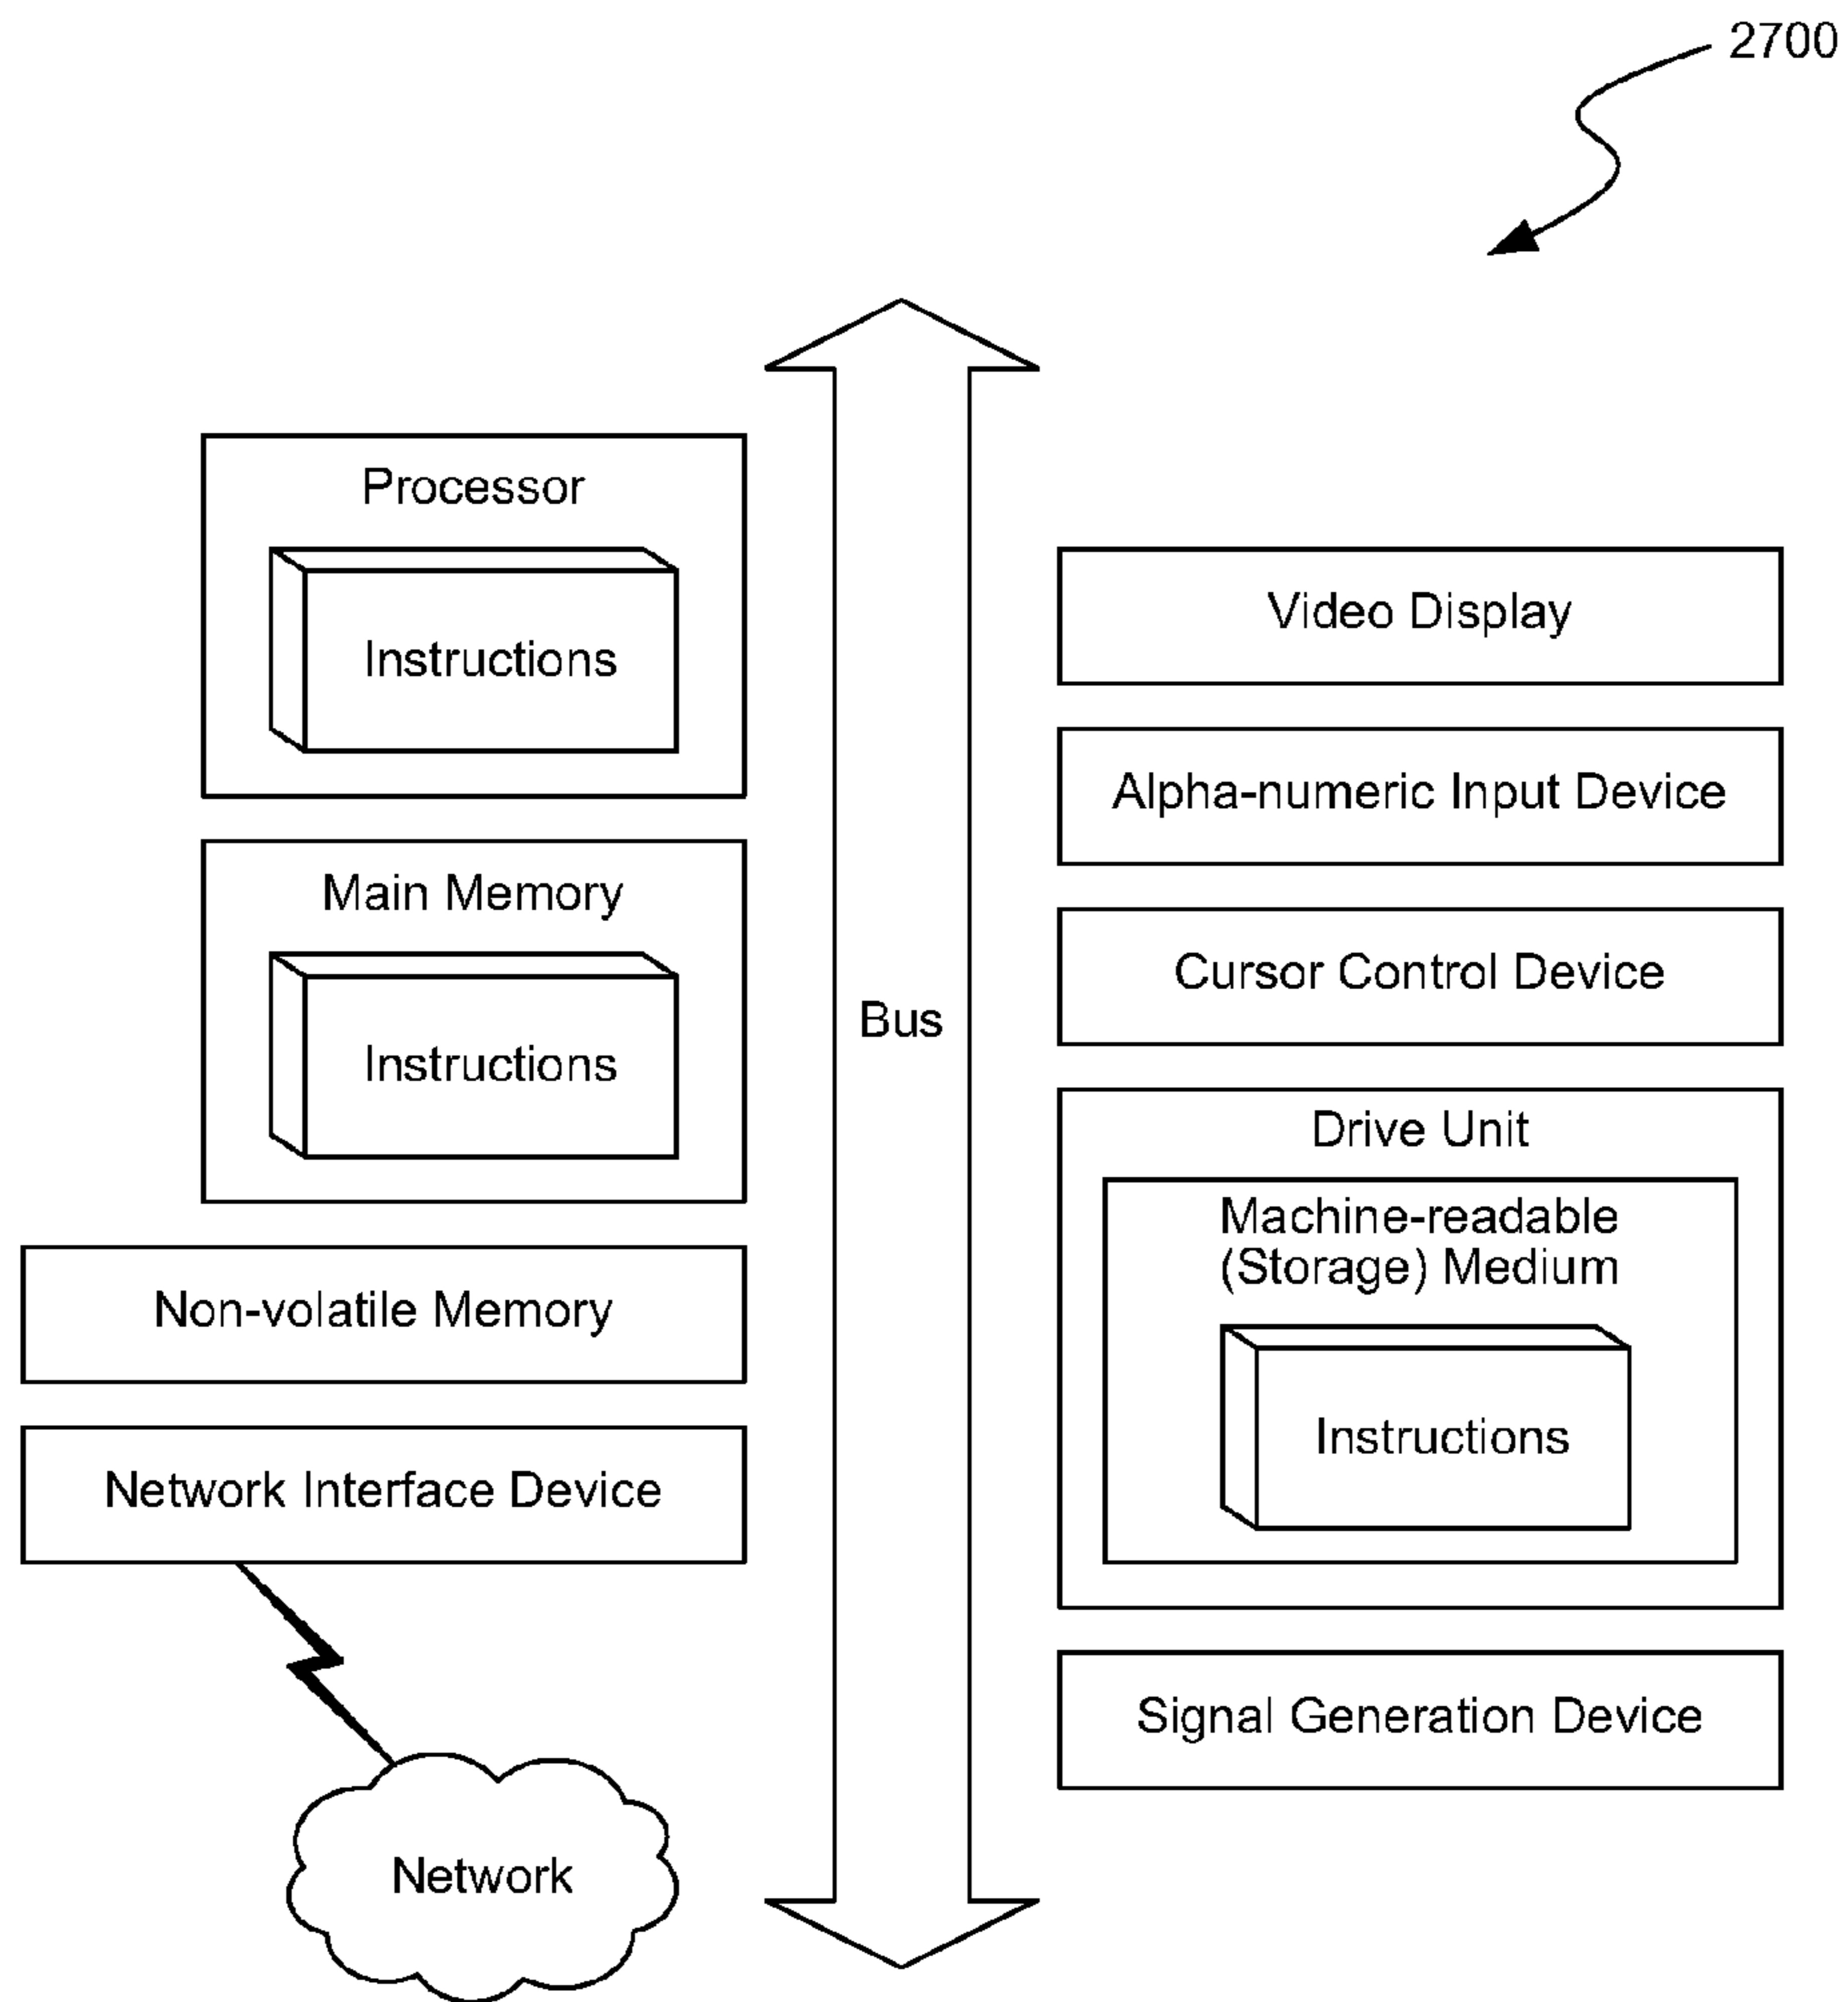 2700
Processor
Instructions
Main Memory
Instructions
Non-volatile Memory
Network Interface Device
Network
Bus
Video Display
Alpha-numeric Input Device
Cursor Control Device
Drive Unit
Machine-readable
(Storage) Medium
Instructions
Signal Generation Device